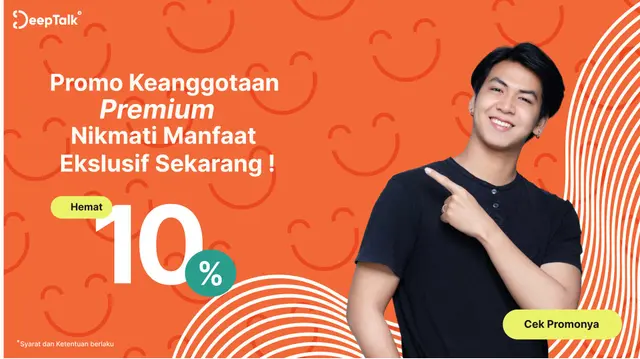 DeepTalk
Promo Keanggotaan
Premium
Nikmati Manfaat
Ekslusif Sekarang !
Hemat
10%
*Syarat dan Ketentuan berlaku
Cek Promonya